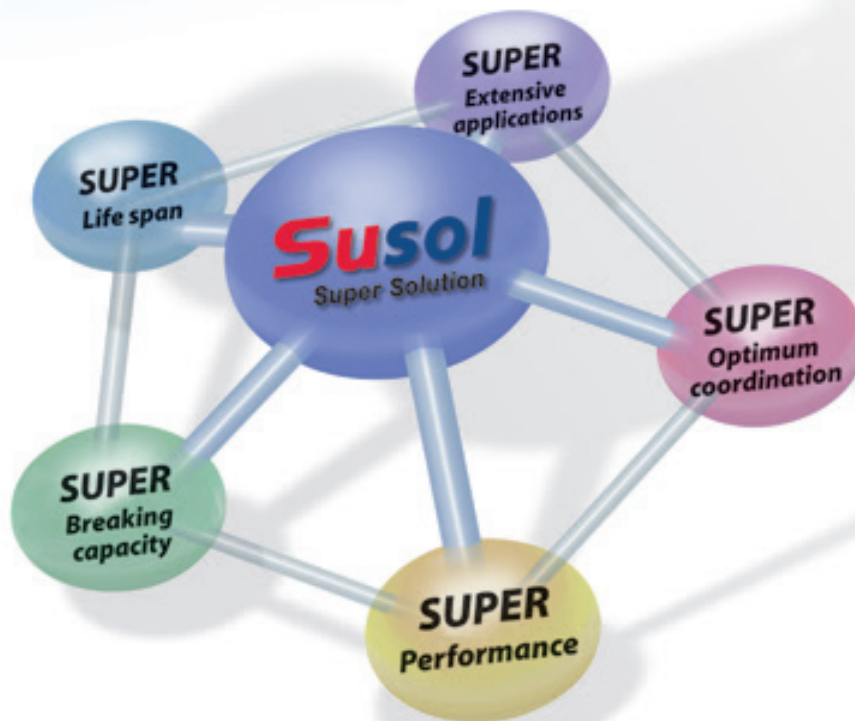 SUPER
Extensive
applications
SUPER
Life span
Susol
Super Solution
SUPER
Optimum
coordination
SUPER
Breaking
capacity
SUPER
Performance